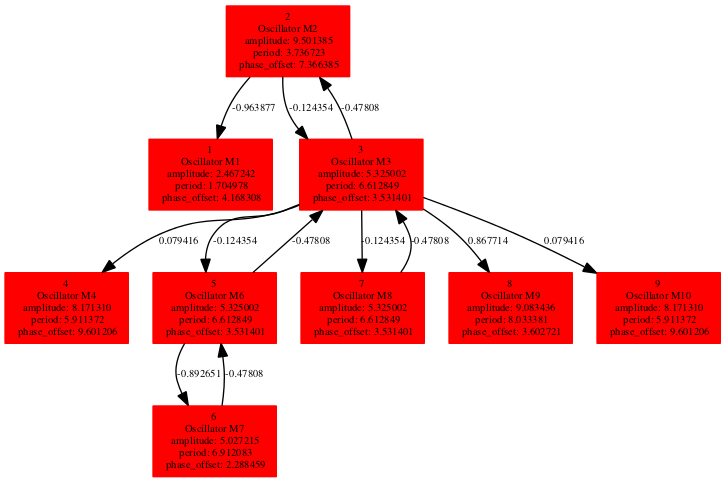 2
Oscillator M2
amplitude: 9.501385
period: 3.736723
phase_offset: 7.366385
-0.963877
-0.124354
-0.47808
1
Oscillator M1
amplitude: 2.467242
period: 1.704978
phase_offset: 4.168308
3
Oscillator M3
amplitude: 5.325002
period: 6.612849
phase_offset: 3.531401
0.079416
-0.124354
-0.47808
-0.124354
-0.47808
0.867714
0.079416
4
Oscillator M4
amplitude: 8.171310
period: 5.911372
phase_offset: 9.601206
5
Oscillator M6
amplitude: 5.325002
period: 6.612849
phase_offset: 3.531401
7
Oscillator M8
amplitude: 5.325002
period: 6.612849
phase_offset: 3.531401
8
Oscillator M9
amplitude: 9.083436
period: 8.033381
phase_offset: 3.602721
9
Oscillator M10
amplitude: 8.171310
period: 5.911372
phase_offset: 9.601206
-0.892651
-0.47808
6
Oscillator M7
amplitude: 5.027215
period: 6.912083
phase_offset: 2.288459